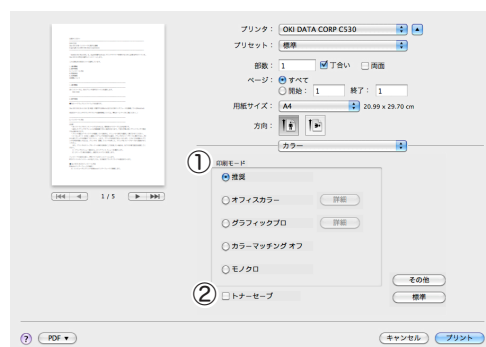 プリンタ： OKI DATA CORP C530
プリセット： 標準
部数： 1 丁合い 両面
ページ： すべて
開始： 1 終了： 1
用紙サイズ： A4 20.99 x 29.70 cm
方向：
カラー
①
印刷モード
推奨
オフィスカラー 詳細
グラフィックプロ 詳細
カラーマッチング オフ
モノクロ
1 / 5
その他
② トナーセーブ 標準
? PDF▼ キャンセル プリント